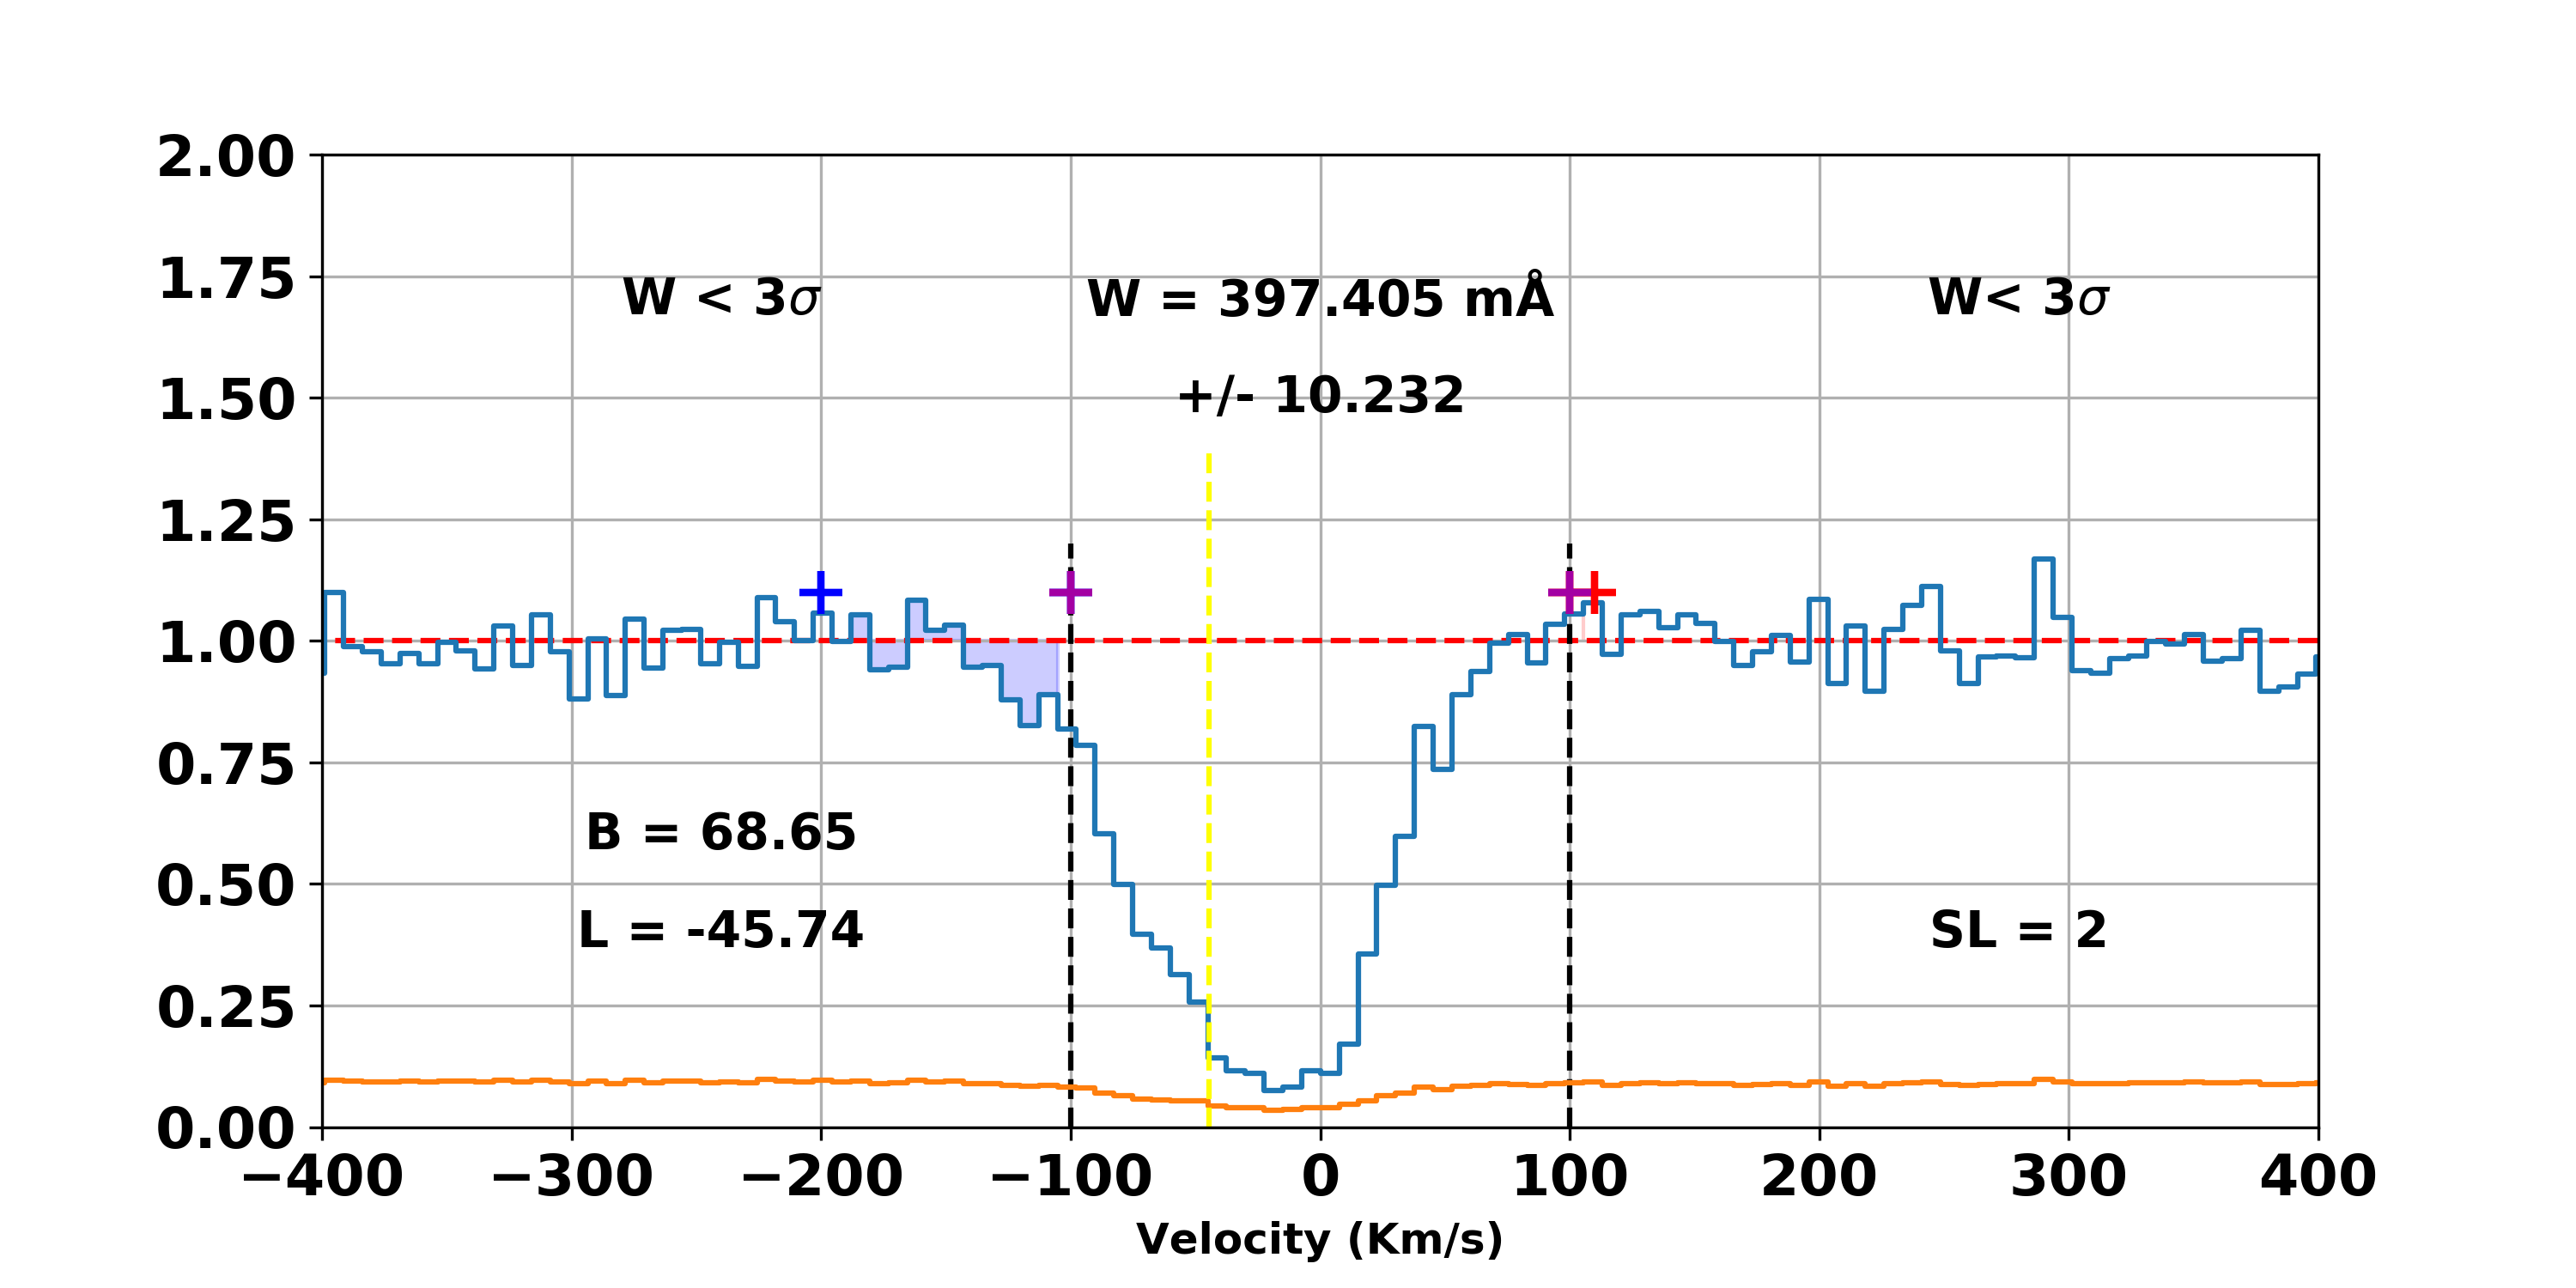 2.00
1.75
W < 3σ W = 397.405 mÅ W< 3σ
1.50
+/- 10.232
1.25
1.00
0.75
B = 68.65
0.50
L = -45.74 SL = 2
0.25
0.00
−400 −300 −200 −100 0 100 200 300 400
Velocity (Km/s)